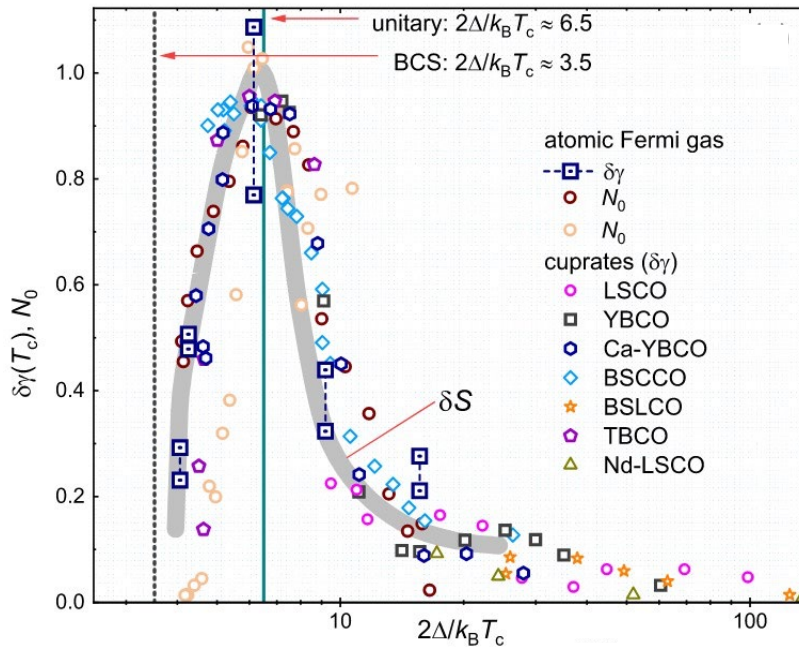 unitary: 2Δ/k_BT_c ≈ 6.5
BCS: 2Δ/k_BT_c ≈ 3.5
1.0
0.8
0.6
0.4
0.2
0.0
δγ(T_c), N_0
atomic Fermi gas
δγ
N_0
N_0
cuprates (δγ)
LSCO
YBCO
Ca-YBCO
BSCCO
BSLCO
TBCO
Nd-LSCO
δS
10
100
2Δ/k_BT_c